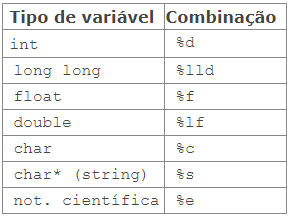 Tipo de variável Combinação
int %d
long long %lld
float %f
double %lf
char %c
char* (string) %s
not. científica %e